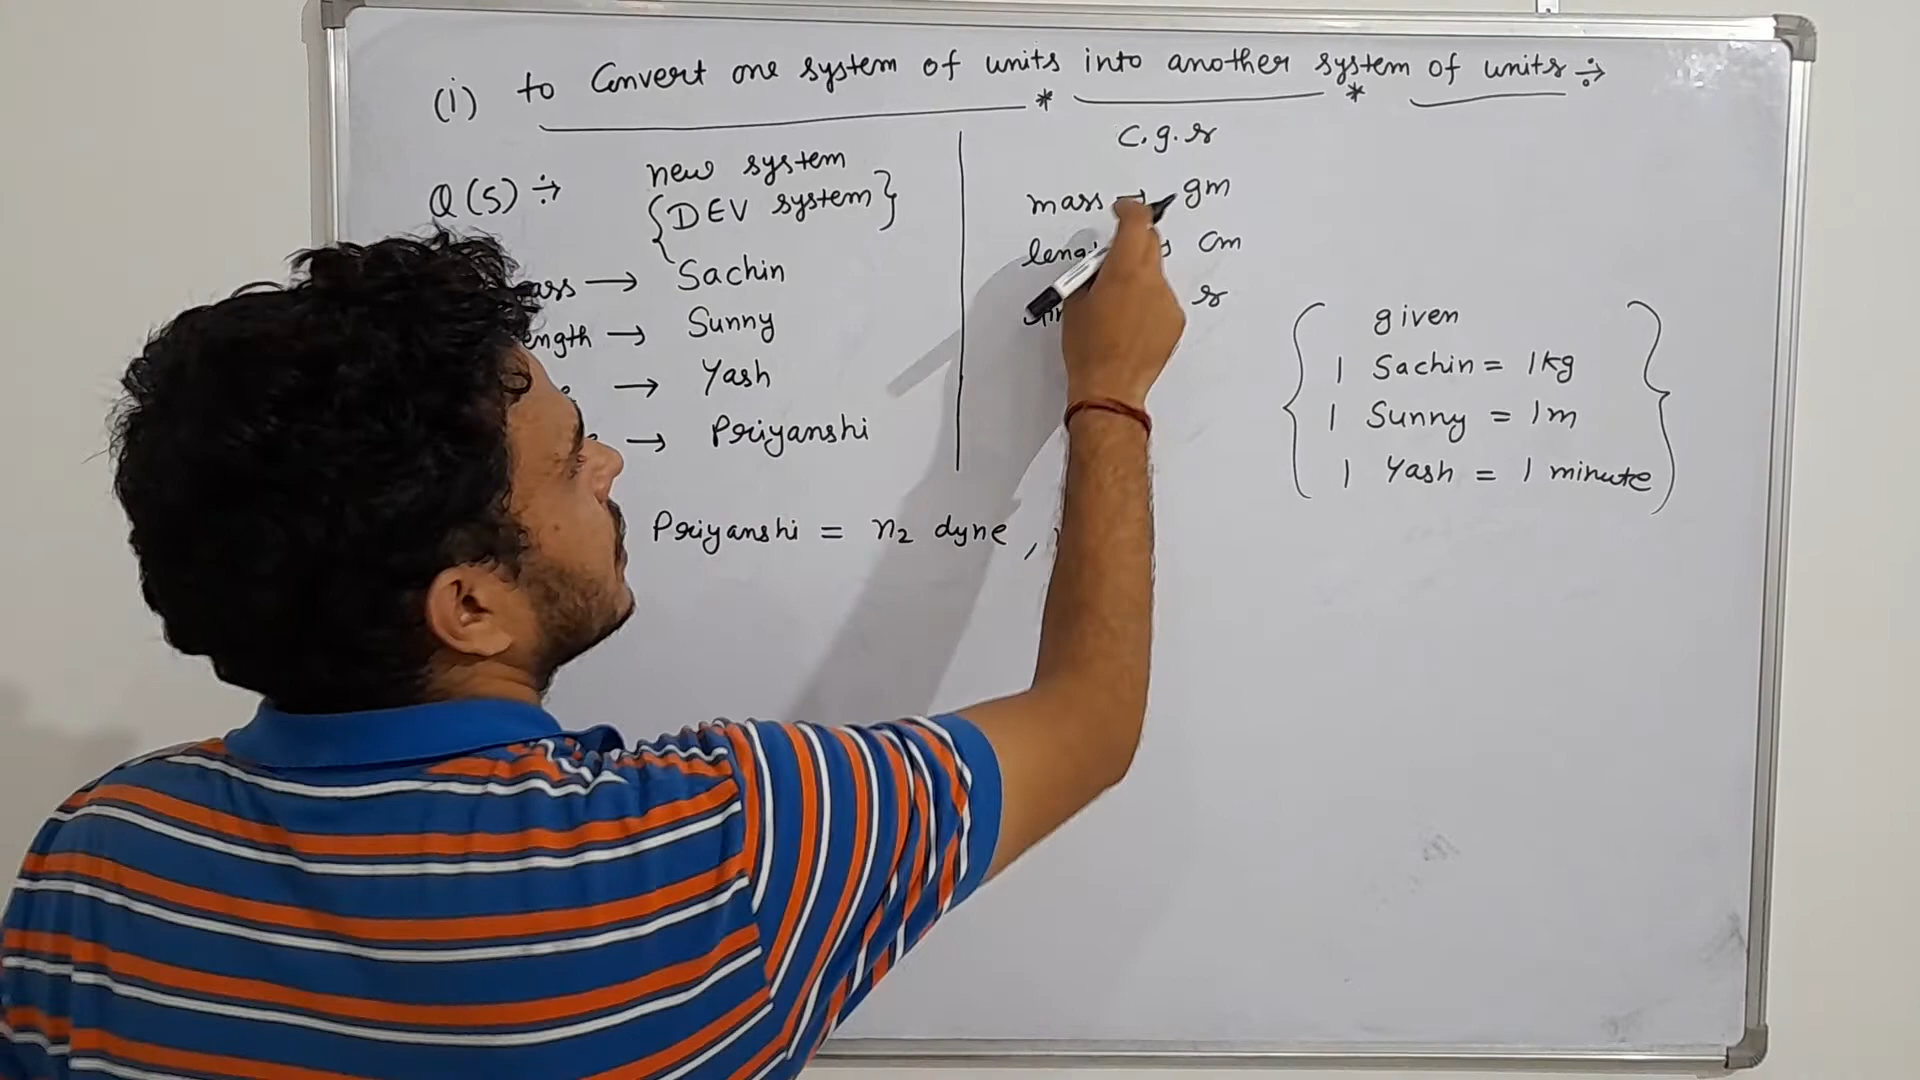 (i) to Convert one system of units into another system of units ÷
Q(5) ÷ new system
{DEV system}
→ Sachin
→ Sunny
→ Yash
→ Priyanshi
Priyanshi = n₂ dyne ,
C.g.s
mass → gm
cm
s
given
1 Sachin = 1kg
1 Sunny = 1m
1 Yash = 1 minute